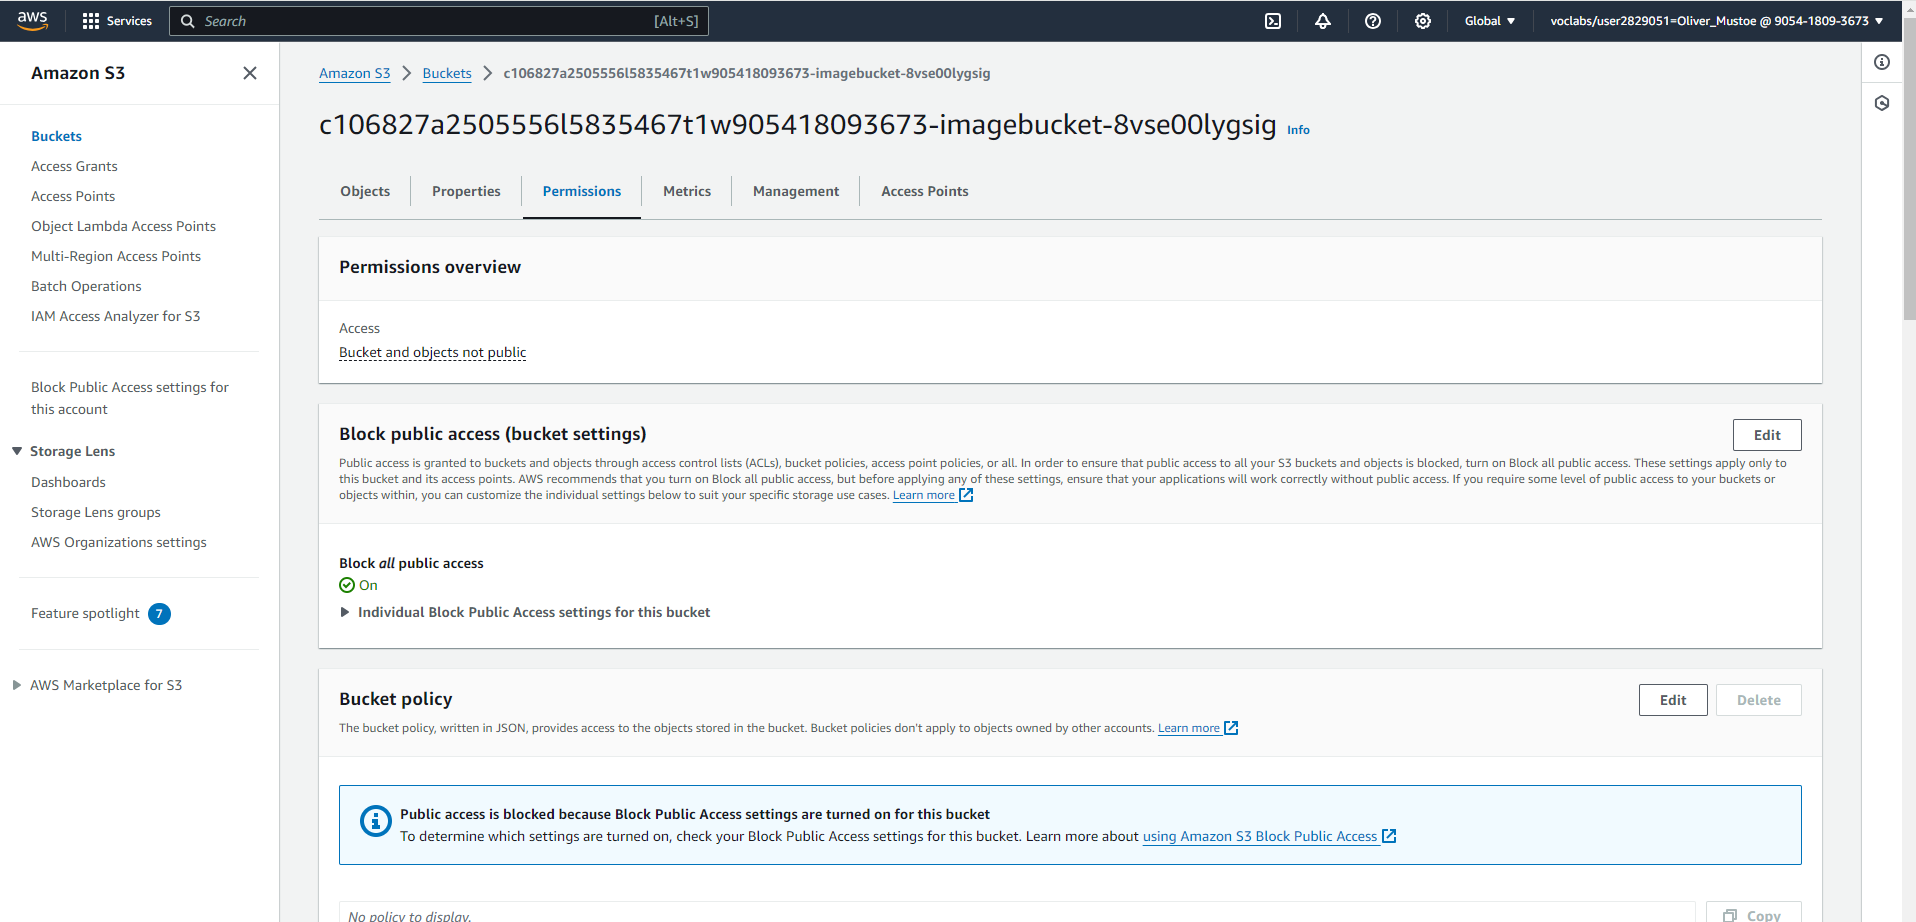 aws
Services
Search
[Alt+S]
Global
voclabs/user2829051=Oliver_Mustoe @ 9054-1809-3673
Amazon S3
Buckets
Access Grants
Access Points
Object Lambda Access Points
Multi-Region Access Points
Batch Operations
IAM Access Analyzer for S3
Block Public Access settings for
this account
Storage Lens
Dashboards
Storage Lens groups
AWS Organizations settings
Feature spotlight 7
AWS Marketplace for S3
Amazon S3 > Buckets > c106827a2505556l5835467t1w905418093673-imagebucket-8vse00lygsig
c106827a2505556l5835467t1w905418093673-imagebucket-8vse00lygsig Info
Objects
Properties
Permissions
Metrics
Management
Access Points
Permissions overview
Access
Bucket and objects not public
Block public access (bucket settings)
Edit
Public access is granted to buckets and objects through access control lists (ACLs), bucket policies, access point policies, or all. In order to ensure that public access to all your S3 buckets and objects is blocked, turn on Block all public access. These settings apply only to
this bucket and its access points. AWS recommends that you turn on Block all public access, but before applying any of these settings, ensure that your applications will work correctly without public access. If you require some level of public access to your buckets or
objects within, you can customize the individual settings below to suit your specific storage use cases. Learn more
Block all public access
On
Individual Block Public Access settings for this bucket
Bucket policy
Edit
Delete
The bucket policy, written in JSON, provides access to the objects stored in the bucket. Bucket policies don't apply to objects owned by other accounts. Learn more
Public access is blocked because Block Public Access settings are turned on for this bucket
To determine which settings are turned on, check your Block Public Access settings for this bucket. Learn more about using Amazon S3 Block Public Access
No policy to display.
Copy